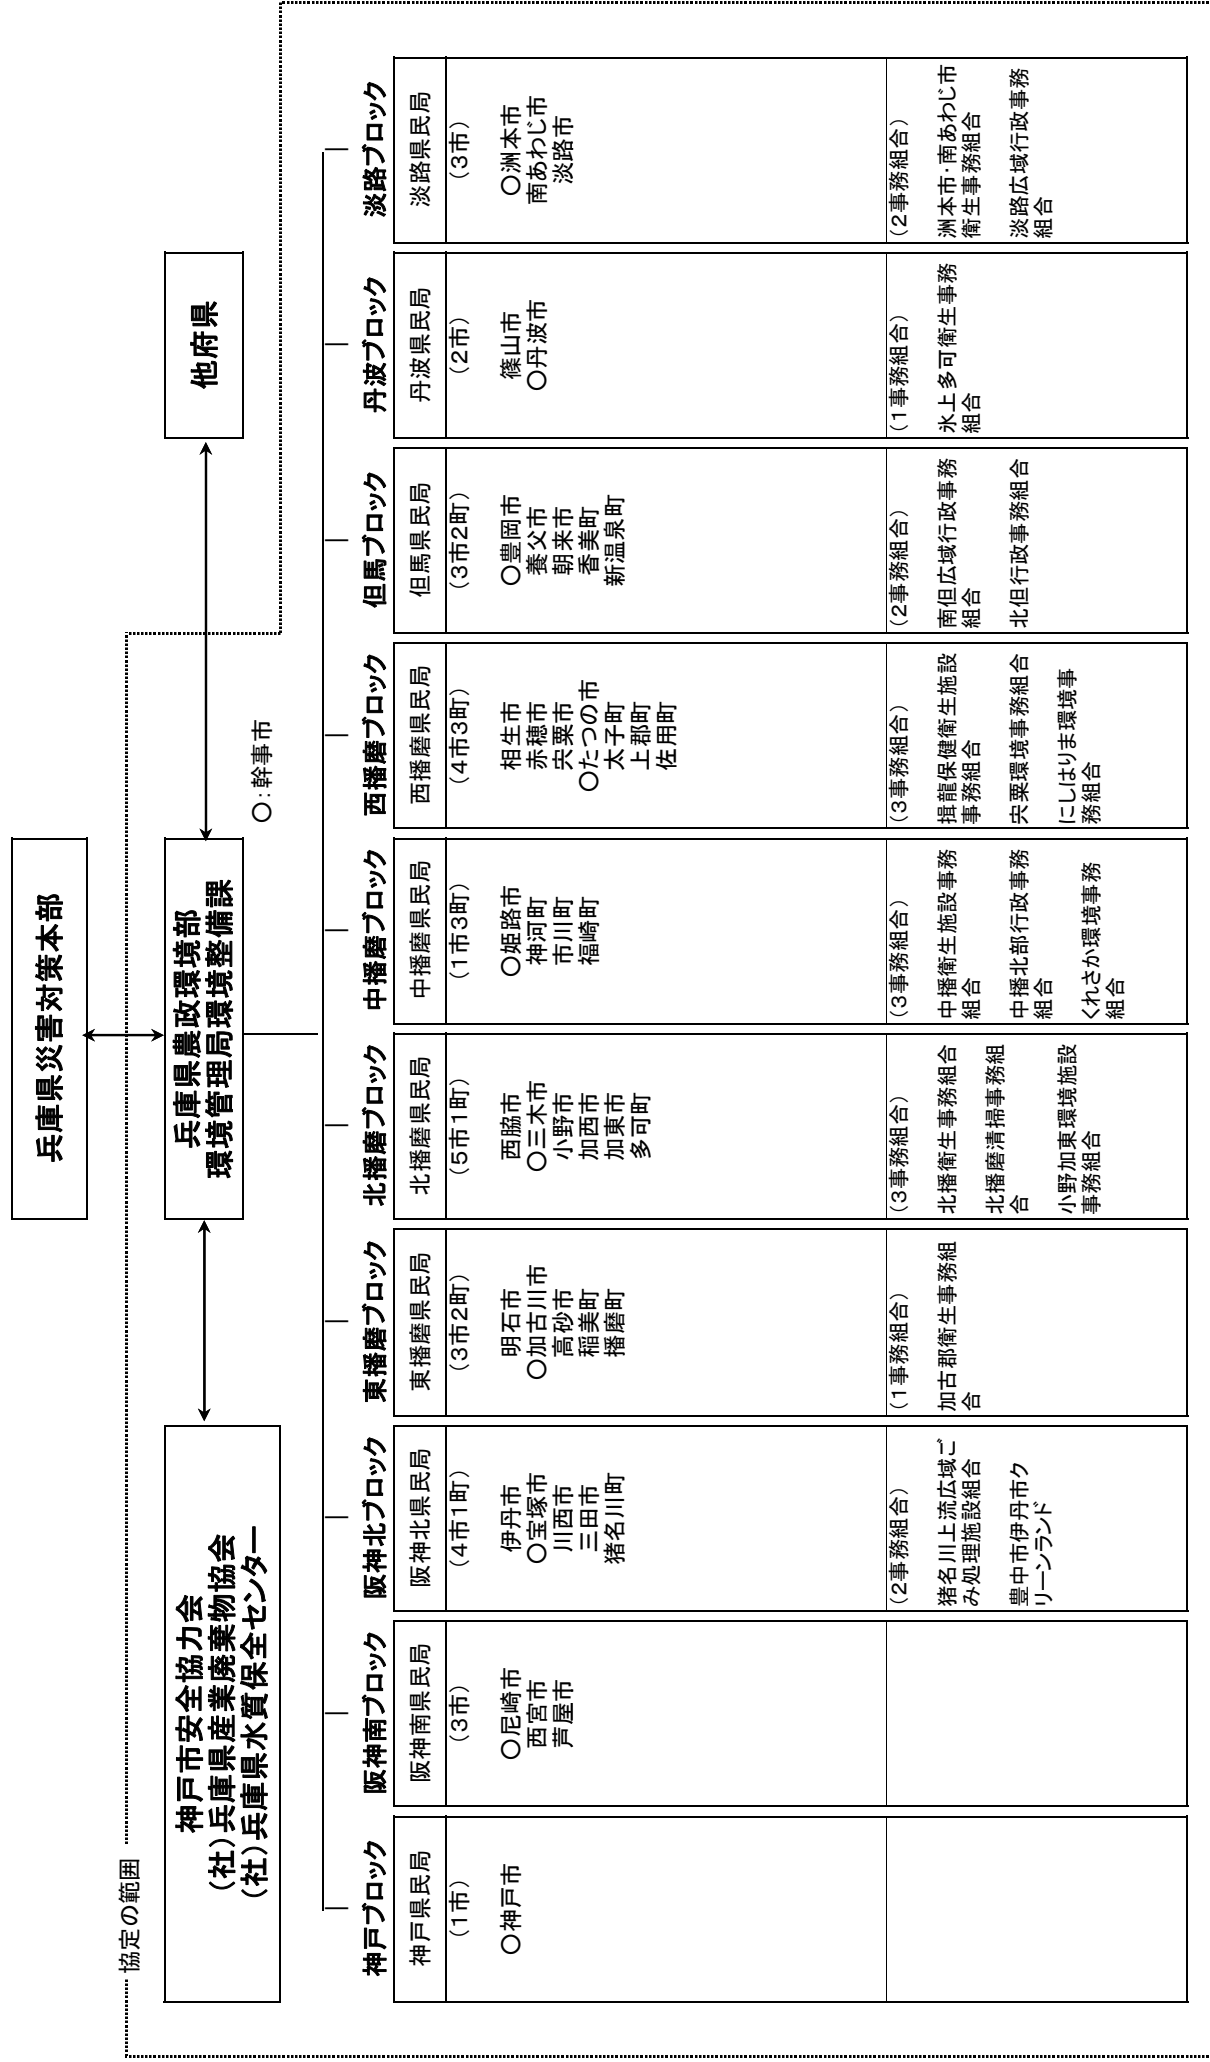 兵庫県災害対策本部
協定の範囲
神戸市安全協力会
(社)兵庫県産業廃棄物協会
(社)兵庫県水質保全センター
兵庫県農政環境部
環境管理局環境整備課
他府県
○:幹事市
神戸ブロック
神戸県民局
(1市)
○神戸市
阪神南ブロック
阪神南県民局
(3市)
○尼崎市
西宮市
芦屋市
阪神北ブロック
阪神北県民局
(4市1町)
伊丹市
○宝塚市
川西市
三田市
猪名川町
(2事務組合)
猪名川上流広域ご
み処理施設組合
豊中市伊丹市ク
リーンランド
東播磨ブロック
東播磨県民局
(3市2町)
明石市
○加古川市
高砂市
稲美町
播磨町
(1事務組合)
加古郡衛生事務組
合
北播磨ブロック
北播磨県民局
(5市1町)
西脇市
○三木市
小野市
加西市
加東市
多可町
(3事務組合)
北播衛生事務組合
北播磨清掃事務組
合
小野加東環境施設
事務組合
中播磨ブロック
中播磨県民局
(1市3町)
○姫路市
神河町
市川町
福崎町
(3事務組合)
中播衛生施設事務
組合
中播北部行政事務
組合
くれさか環境事務
組合
西播磨ブロック
西播磨県民局
(4市3町)
相生市
赤穂市
宍粟市
○たつの市
太子町
上郡町
佐用町
(3事務組合)
揖龍保健衛生施設
事務組合
宍粟環境事務組合
にしはりま環境事
務組合
但馬ブロック
但馬県民局
(3市2町)
○豊岡市
養父市
朝来市
香美町
新温泉町
(2事務組合)
南但広域行政事務
組合
北但行政事務組合
丹波ブロック
丹波県民局
(2市)
篠山市
○丹波市
(1事務組合)
氷上多可衛生事務
組合
淡路ブロック
淡路県民局
(3市)
○洲本市
南あわじ市
淡路市
(2事務組合)
洲本市・南あわじ市
衛生事務組合
淡路広域行政事務
組合